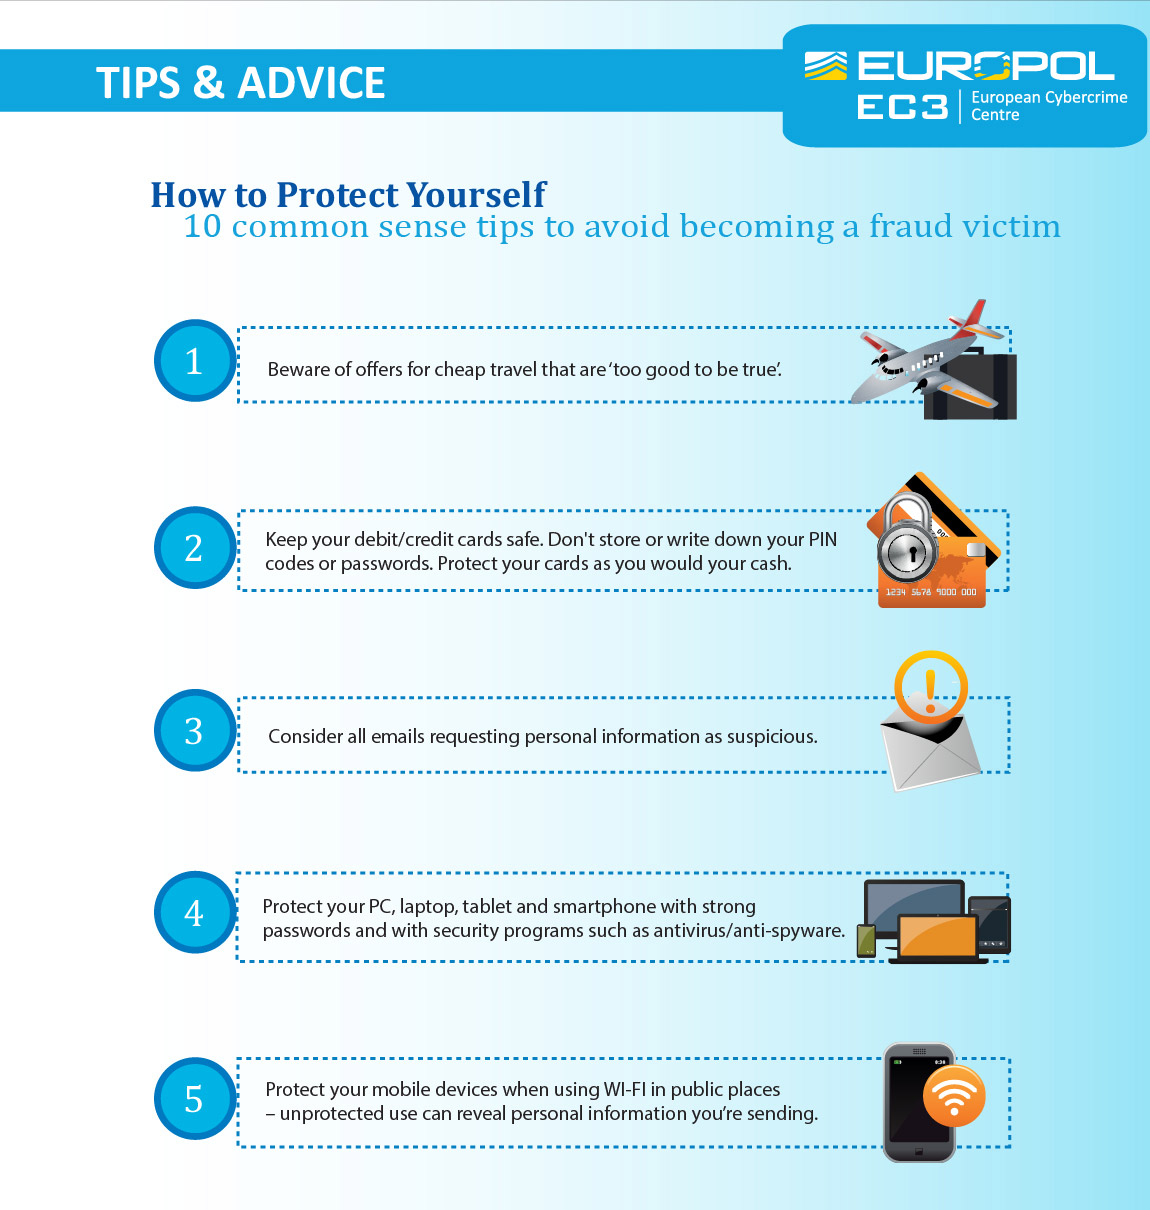 TIPS & ADVICE
EUROPOL
EC3
European Cybercrime
Centre
How to Protect Yourself
10 common sense tips to avoid becoming a fraud victim
1
Beware of offers for cheap travel that are ‘too good to be true’.
2
Keep your debit/credit cards safe. Don't store or write down your PIN
codes or passwords. Protect your cards as you would your cash.
1234 5678 9000 000
3
Consider all emails requesting personal information as suspicious.
4
Protect your PC, laptop, tablet and smartphone with strong
passwords and with security programs such as antivirus/anti-spyware.
5
Protect your mobile devices when using WI-FI in public places
– unprotected use can reveal personal information you’re sending.